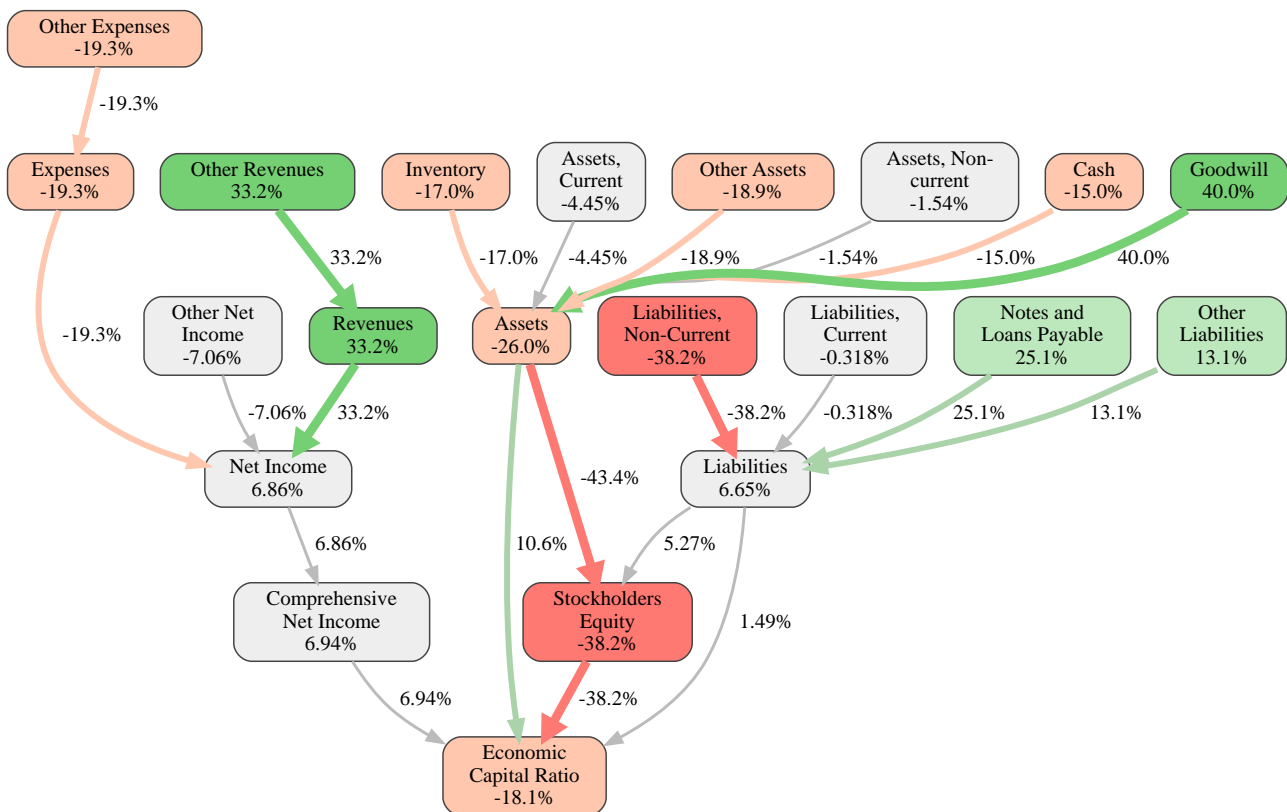 Other Expenses
-19.3%
-19.3%
Expenses
-19.3%
Other Revenues
33.2%
Inventory
-17.0%
Assets,
Current
-4.45%
Other Assets
-18.9%
Assets, Non-
current
-1.54%
Cash
-15.0%
Goodwill
40.0%
33.2%
-17.0%
-4.45%
-18.9%
-1.54%
-15.0%
40.0%
-19.3%
Other Net
Income
-7.06%
Revenues
33.2%
Assets
-26.0%
Liabilities,
Non-Current
-38.2%
Liabilities,
Current
-0.318%
Notes and
Loans Payable
25.1%
Other
Liabilities
13.1%
-7.06%
33.2%
-38.2%
-0.318%
25.1%
13.1%
Net Income
6.86%
Liabilities
6.65%
-43.4%
6.86%
10.6%
5.27%
Comprehensive
Net Income
6.94%
Stockholders
Equity
-38.2%
1.49%
6.94%
-38.2%
Economic
Capital Ratio
-18.1%